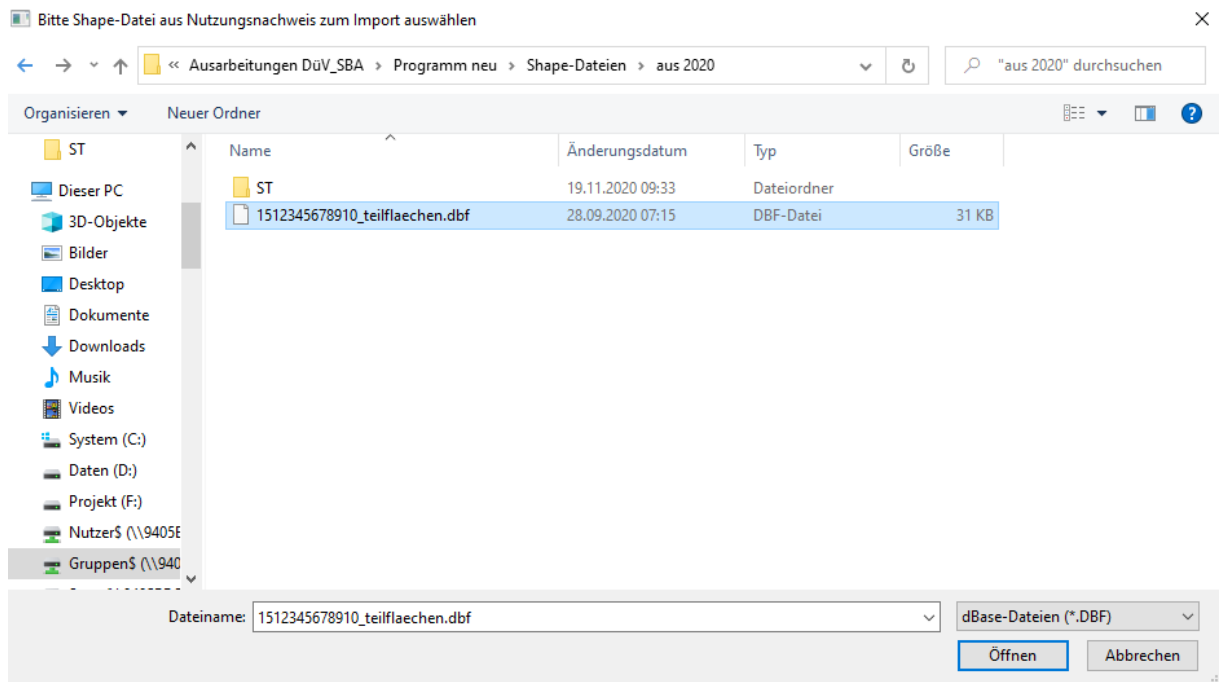 Bitte Shape-Datei aus Nutzungsnachweis zum Import auswählen
« Ausarbeitungen DüV_SBA > Programm neu > Shape-Dateien > aus 2020
"aus 2020" durchsuchen
Organisieren
Neuer Ordner
?
Name
Änderungsdatum
Typ
Größe
ST
19.11.2020 09:33
Dateiordner
1512345678910_teilflaechen.dbf
28.09.2020 07:15
DBF-Datei
31 KB
ST
Dieser PC
3D-Objekte
Bilder
Desktop
Dokumente
Downloads
Musik
Videos
System (C:)
Daten (D:)
Projekt (F:)
Nutzer$ (\\9405E
Gruppen$ (\\940
Dateiname:
1512345678910_teilflaechen.dbf
dBase-Dateien (*.DBF)
Öffnen
Abbrechen